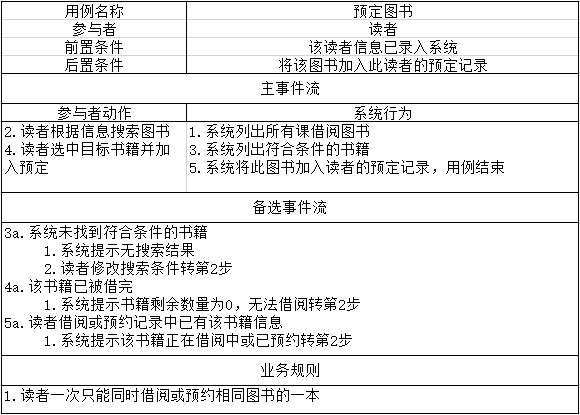 用例名称 预定图书
参与者 读者
前置条件 该读者信息已录入系统
后置条件 将该图书加入此读者的预定记录
主事件流
参与者动作 系统行为
2.读者根据信息搜索图书
4.读者选中目标书籍并加
入预定
1.系统列出所有课借阅图书
3.系统列出符合条件的书籍
5.系统将此图书加入读者的预定记录，用例结束
备选事件流
3a.系统未找到符合条件的书籍
1.系统提示无搜索结果
2.读者修改搜索条件转第2步
4a.该书籍已被借完
1.系统提示书籍剩余数量为0，无法借阅转第2步
5a.读者借阅或预约记录中已有该书籍信息
1.系统提示该书籍正在借阅中或已预约转第2步
业务规则
1.读者一次只能同时借阅或预约相同图书的一本